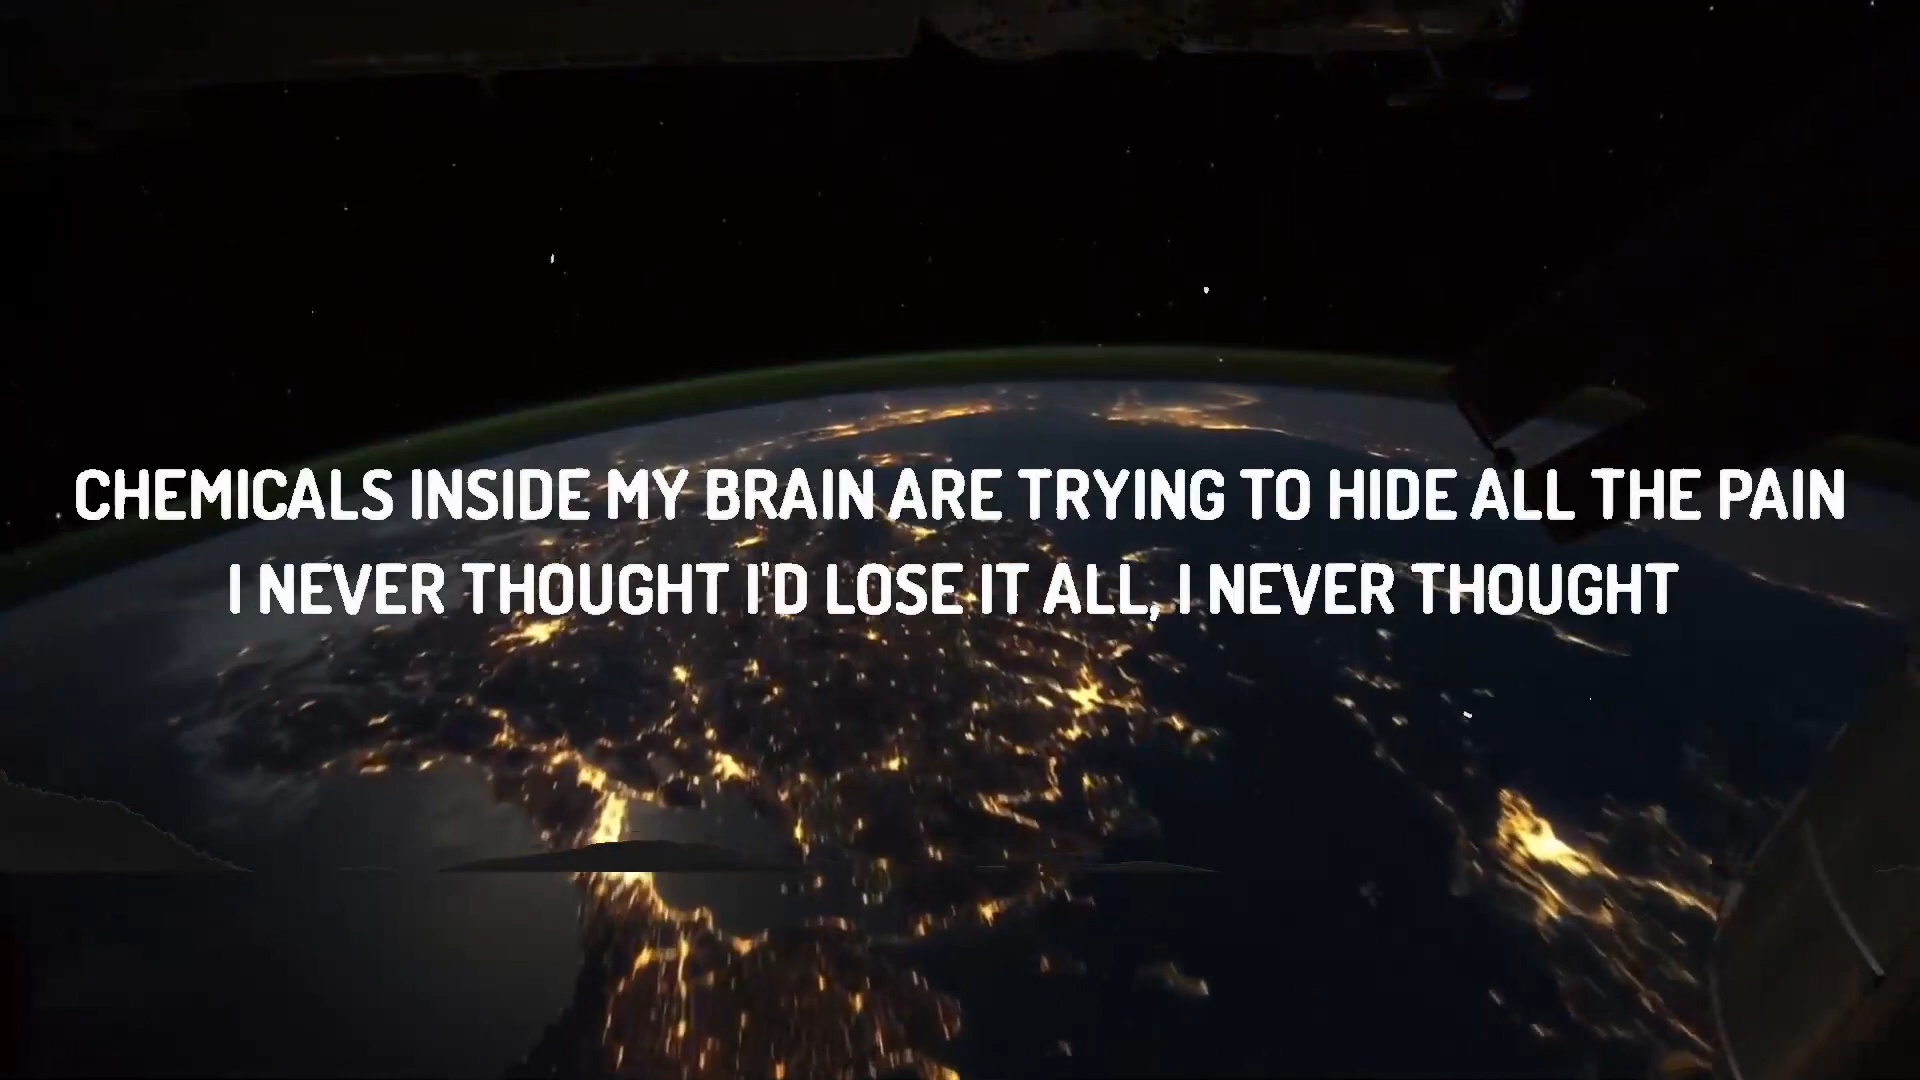 CHEMICALS INSIDE MY BRAIN ARE TRYING TO HIDE ALL THE PAIN
I NEVER THOUGHT I'D LOSE IT ALL, I NEVER THOUGHT